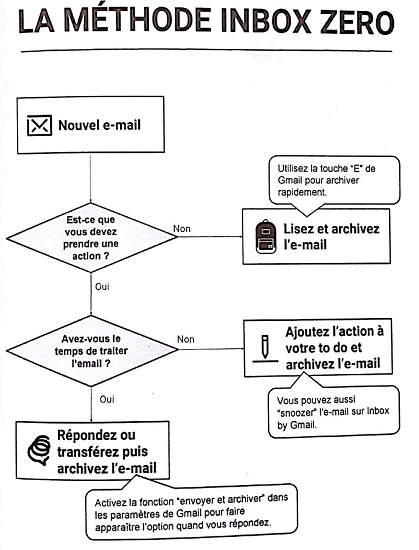 LA MÉTHODE INBOX ZERO
Nouvel e-mail
Utilisez la touche "E" de
Gmail pour archiver
rapidement.
Est-ce que
vous devez
prendre une
action ?
Non
Lisez et archivez
l'e-mail
Oui
Avez-vous le
temps de traiter
l'email ?
Non
Ajoutez l'action à
votre to do et
archivez l'e-mail
Vous pouvez aussi
"snoozer" l'e-mail sur Inbox
by Gmail.
Oui
Répondez ou
transférez puis
archivez l'e-mail
Activez la fonction "envoyer et archiver" dans
les paramètres de Gmail pour faire
apparaître l'option quand vous répondez.